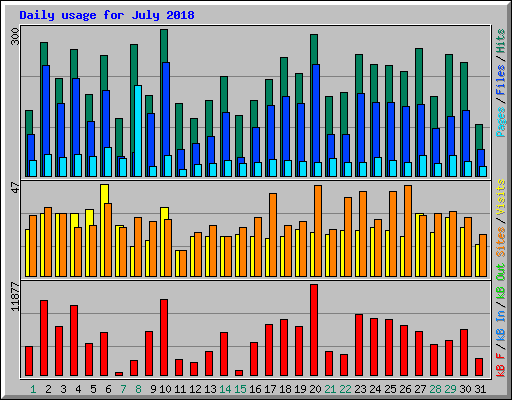 Daily usage for July 2018
300
Pages / Files / Hits
47
Sites / Visits
11877
kB F / kB In / kB Out
1 2 3 4 5 6 7 8 9 10 11 12 13 14 15 16 17 18 19 20 21 22 23 24 25 26 27 28 29 30 31